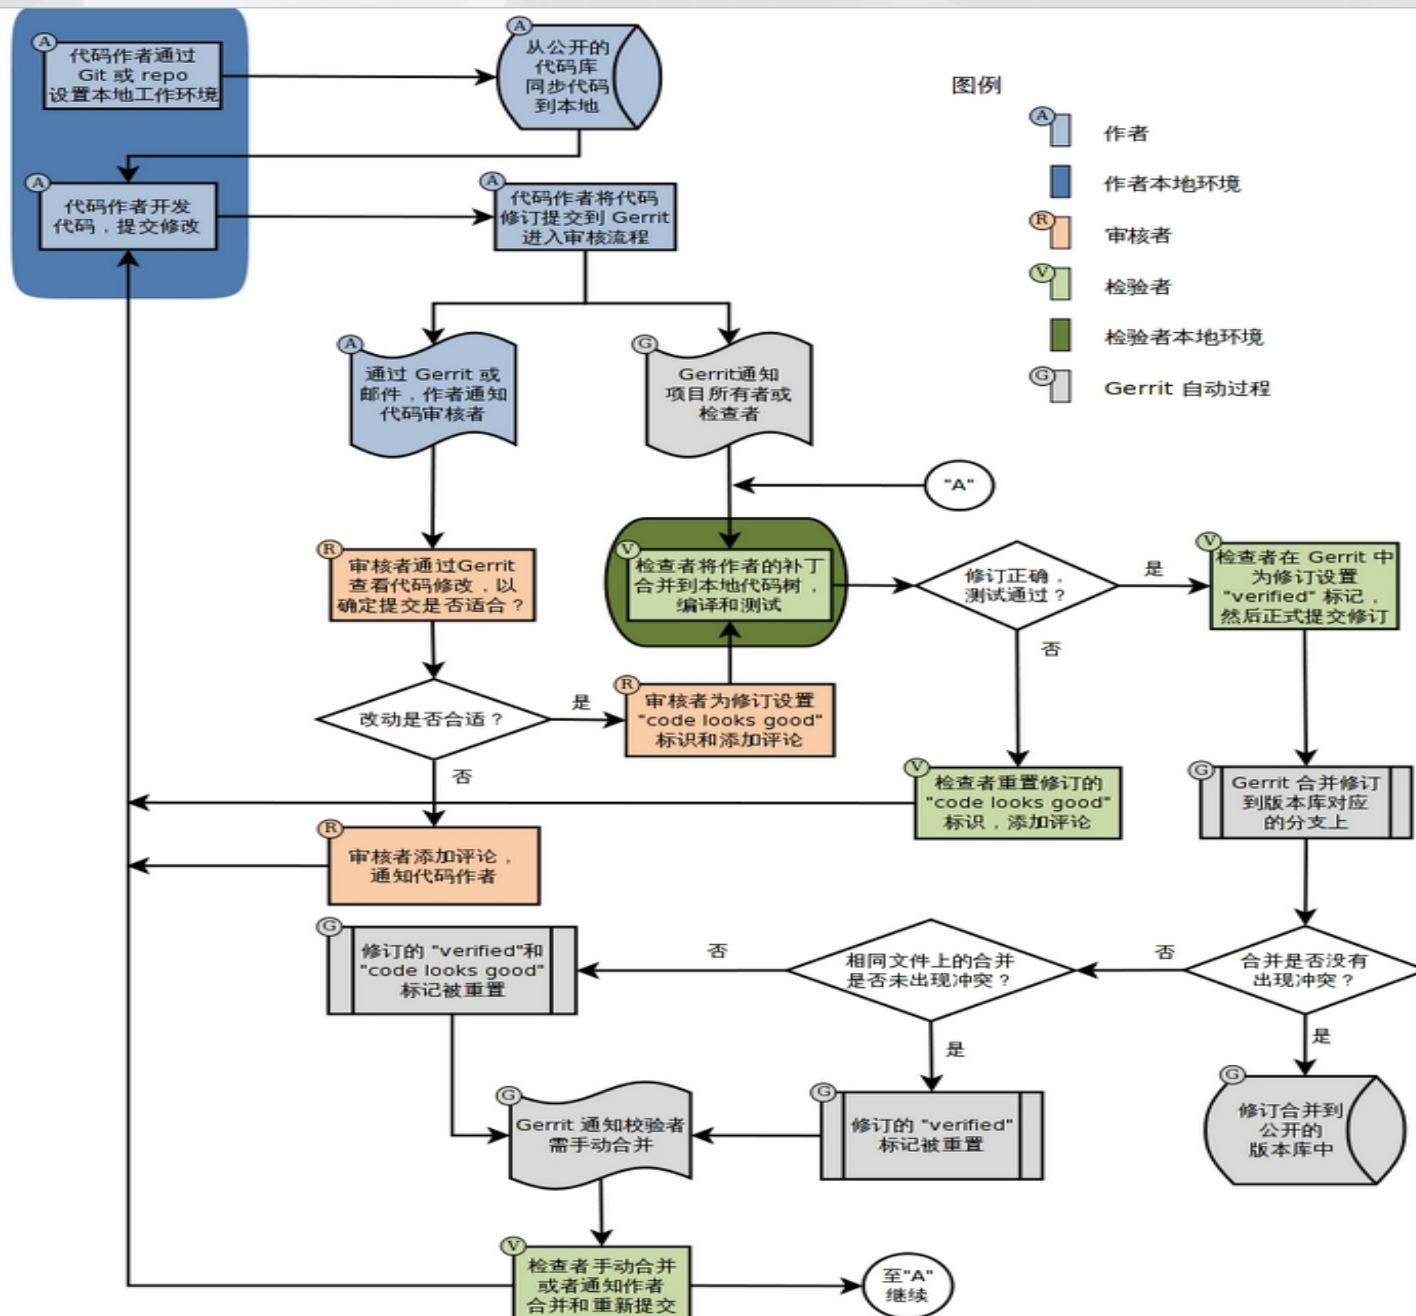 A
代码作者通过
Git 或 repo
设置本地工作环境
A
从公开的
代码库
同步代码
到本地
A
代码作者开发
代码，提交修改
A
代码作者将代码
修订提交到 Gerrit
进入审核流程
图例
A
作者
作者本地环境
R
审核者
V
检验者
检验者本地环境
G
Gerrit 自动过程
A
通过 Gerrit 或
邮件，作者通知
代码审核者
G
Gerrit通知
项目所有者或
检查者
"A"
R
审核者通过Gerrit
查看代码修改，以
确定提交是否适合？
V
检查者将作者的补丁
合并到本地代码树，
编译和测试
修订正确，
测试通过？
是
V
检查者在 Gerrit 中
为修订设置
"verified" 标记，
然后正式提交修订
否
改动是否合适？
是
R
审核者为修订设置
"code looks good"
标识和添加评论
否
V
检查者重置修订的
"code looks good"
标识，添加评论
G
Gerrit 合并修订
到版本库对应
的分支上
R
审核者添加评论，
通知代码作者
G
修订的 "verified"和
"code looks good"
标记被重置
否
相同文件上的合并
是否未出现冲突？
否
合并是否没有
出现冲突？
是
是
G
Gerrit 通知校验者
需手动合并
G
修订的 "verified"
标记被重置
G
修订合并到
公开的
版本库中
V
检查者手动合并
或者通知作者
合并和重新提交
至"A"
继续